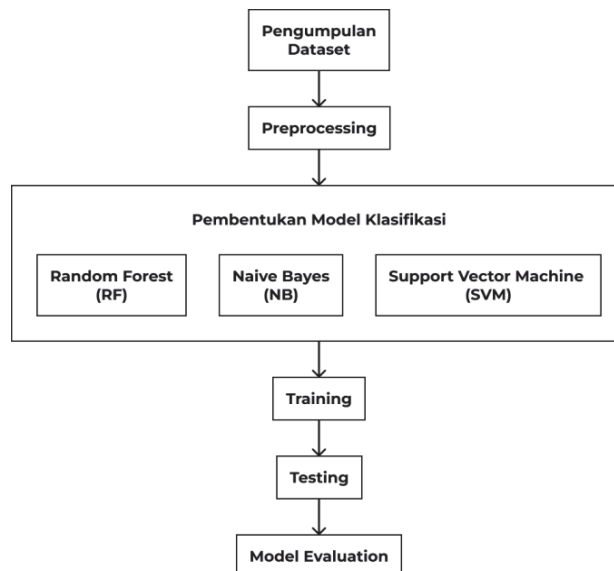 Pengumpulan
Dataset
Preprocessing
Pembentukan Model Klasifikasi
Random Forest
(RF)
Naive Bayes
(NB)
Support Vector Machine
(SVM)
Training
Testing
Model Evaluation